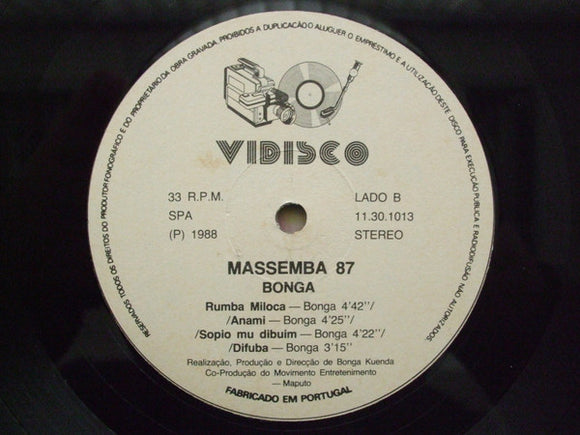 RESERVADOS TODOS OS DIREITOS DO PRODUTOR FONOGRÁFICO E DO PROPRIETÁRIO DA OBRA GRAVADA. PROIBIDOS A DUPLICAÇÃO O ALUGUER, O EMPRÉSTIMO E A UTILIZAÇÃO DESTE DISCO PARA EXECUÇÃO PUBLICA E RADIODIFUSÃO NÃO AUTORIZADOS
VIDISCO
33 R.P.M. LADO B
SPA 11.30.1013
(P) 1988 STEREO
MASSEMBA 87
BONGA
Rumba Miloca — Bonga 4'42''/
/Anami — Bonga 4'25''/
/Sopio mu dibuim — Bonga 4'22''/
/Difuba — Bonga 3'15''
Realização, Produção e Direcção de Bonga Kuenda
Co-Produção do Movimento Entretenimento
— Maputo
FABRICADO EM PORTUGAL